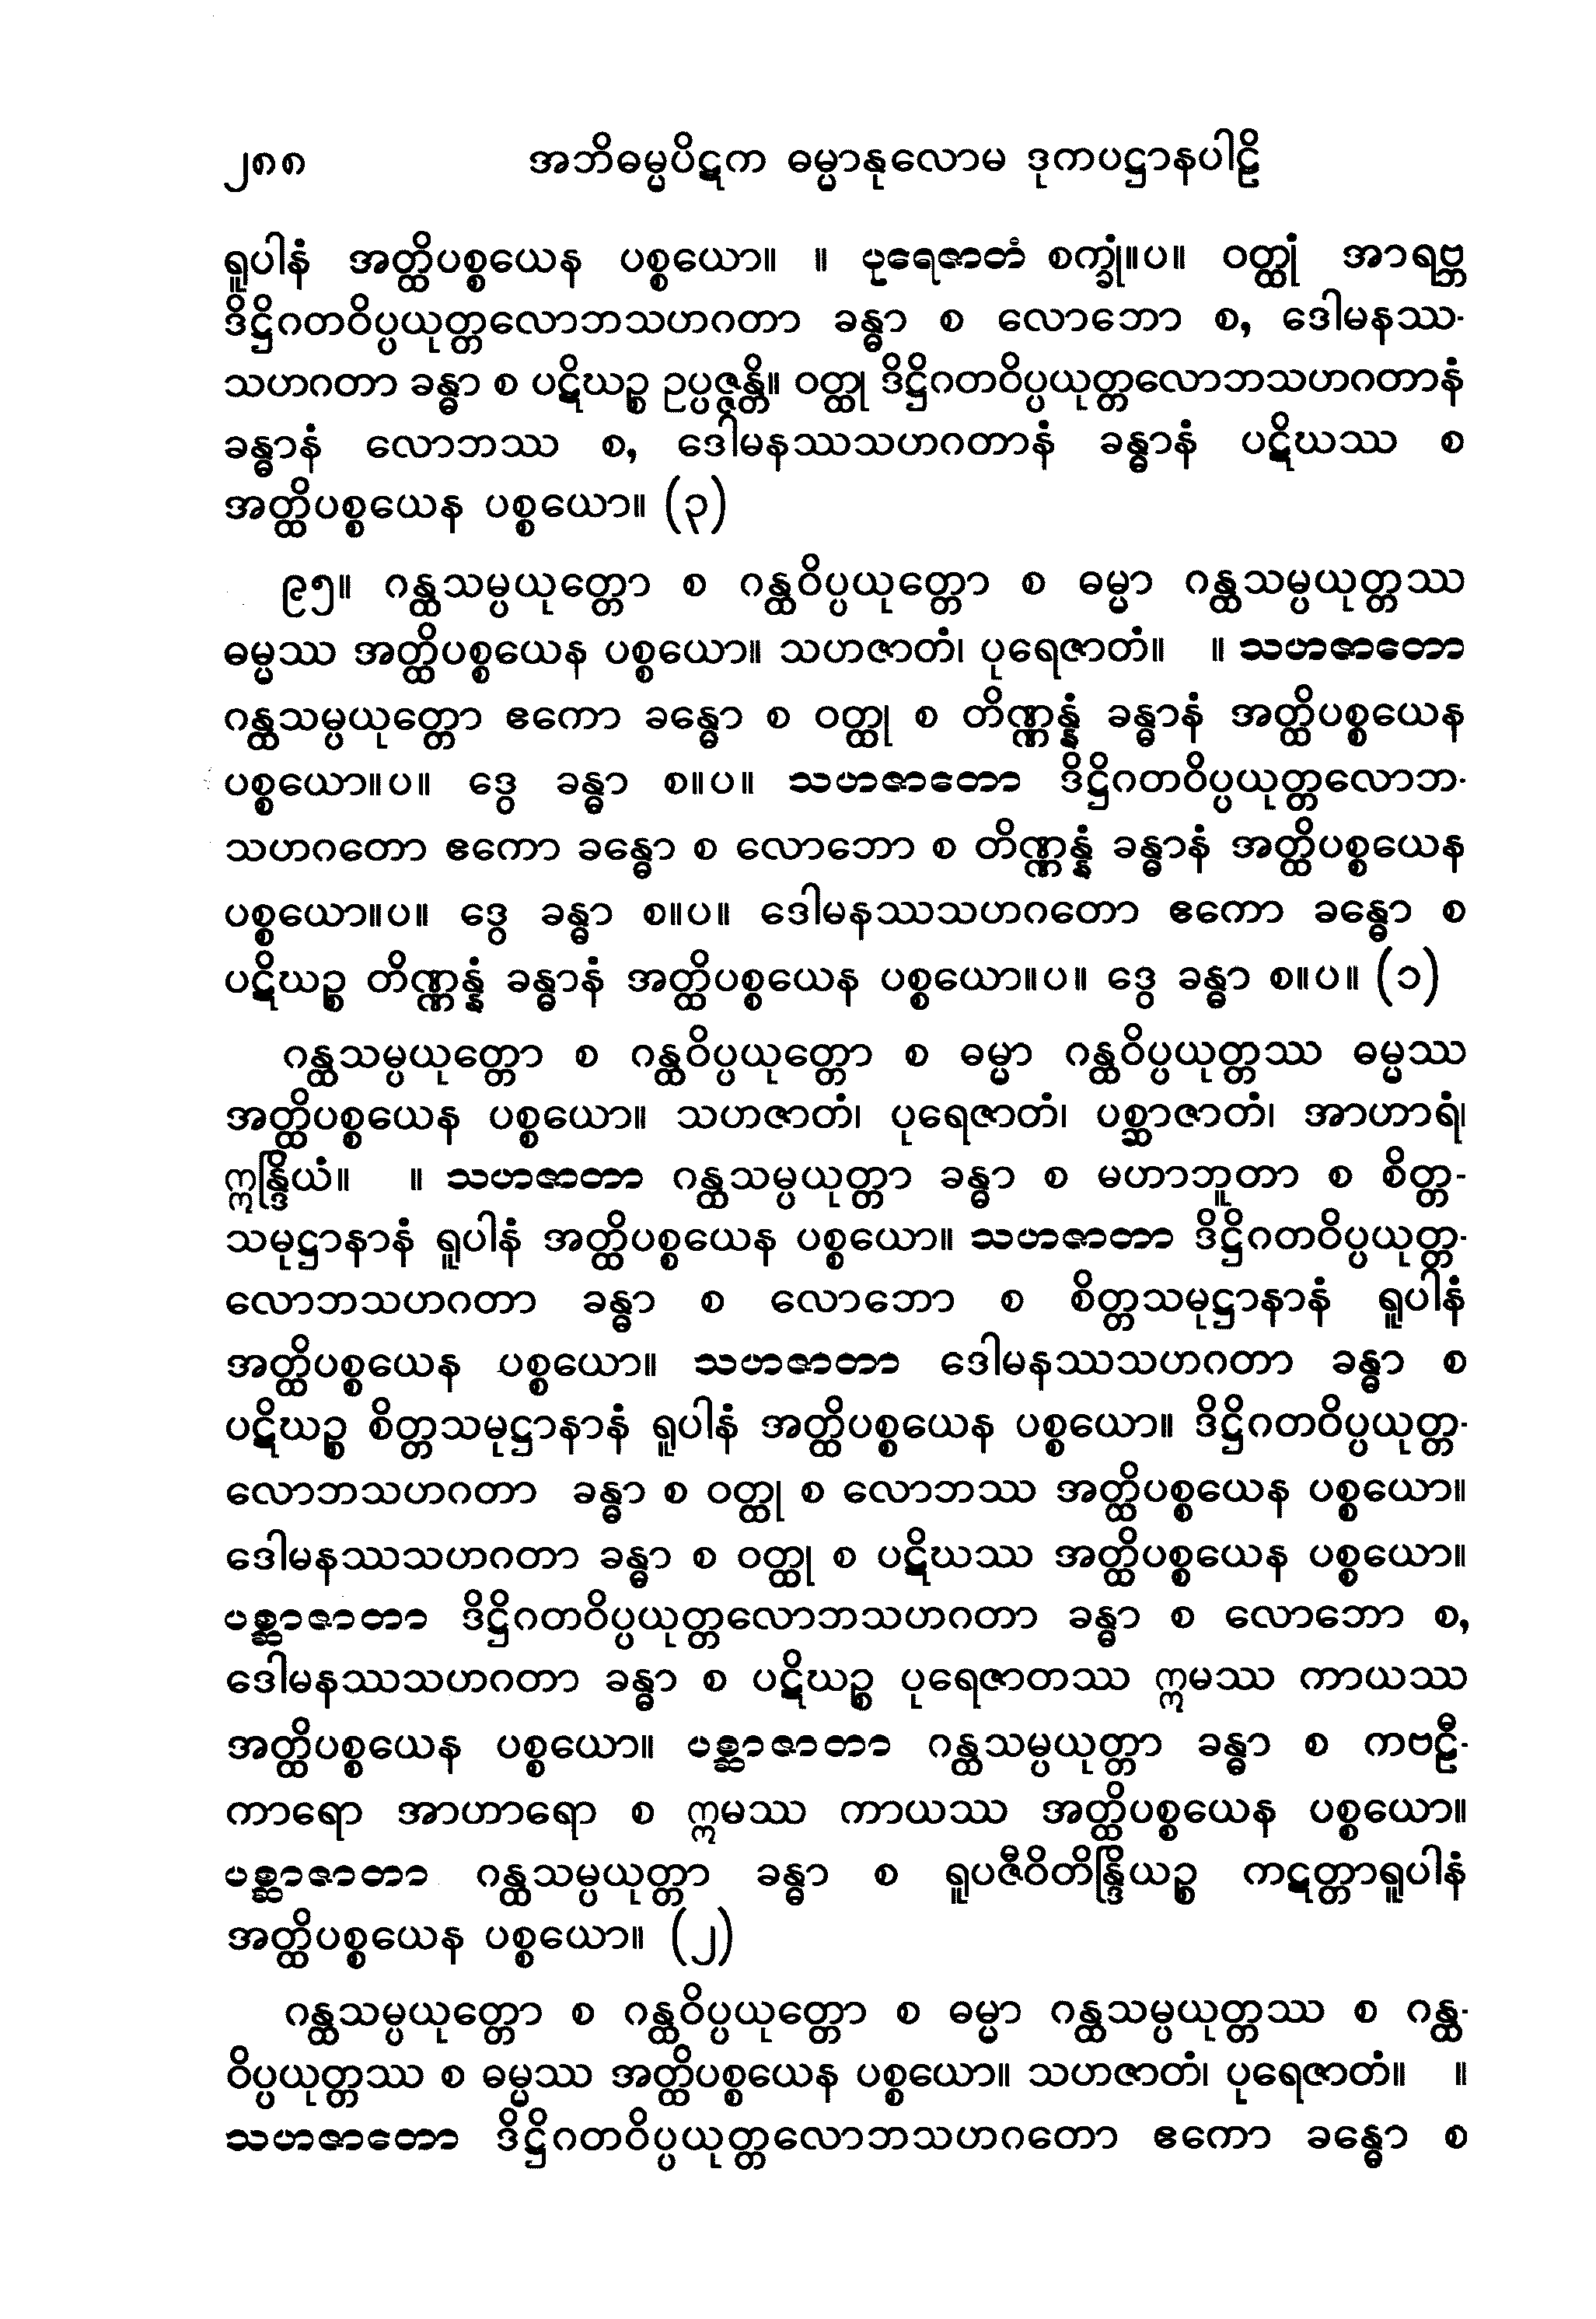 ၂၈၈ အဘိဓမ္မပိဋက ဓမ္မာနုလောမ ဒုကပဋ္ဌာနပါဠိ
ရူပါနံ အတ္ထိပစ္စယေန ပစ္စယော။ ။ ပုရေဇာတံ စက္ခုံ။ပ။ ဝတ္ထုံ အာရဗ္ဘ
ဒိဋ္ဌိဂတဝိပ္ပယုတ္တလောဘသဟဂတာ ခန္ဓာ စ လောဘော စ, ဒေါမနဿ-
သဟဂတာ ခန္ဓာ စ ပဋိဃဉ္စ ဥပ္ပဇ္ဇန္တိ။ ဝတ္ထု ဒိဋ္ဌိဂတဝိပ္ပယုတ္တလောဘသဟဂတာနံ
ခန္ဓာနံ လောဘဿ စ, ဒေါမနဿသဟဂတာနံ ခန္ဓာနံ ပဋိဃဿ စ
အတ္ထိပစ္စယေန ပစ္စယော။ (၃)
၉၅။ ဂန္ထသမ္ပယုတ္တော စ ဂန္ထဝိပ္ပယုတ္တော စ ဓမ္မာ ဂန္ထသမ္ပယုတ္တဿ
ဓမ္မဿ အတ္ထိပစ္စယေန ပစ္စယော။ သဟဇာတံ၊ ပုရေဇာတံ။ ။ သဟဇာတော
ဂန္ထသမ္ပယုတ္တော ဧကော ခန္ဓော စ ဝတ္ထု စ တိဏ္ဏန္နံ ခန္ဓာနံ အတ္ထိပစ္စယေန
ပစ္စယော။ပ။ ဒွေ ခန္ဓာ စ။ပ။ သဟဇာတော ဒိဋ္ဌိဂတဝိပ္ပယုတ္တလောဘ-
သဟဂတော ဧကော ခန္ဓော စ လောဘော စ တိဏ္ဏန္နံ ခန္ဓာနံ အတ္ထိပစ္စယေန
ပစ္စယော။ပ။ ဒွေ ခန္ဓာ စ။ပ။ ဒေါမနဿသဟဂတော ဧကော ခန္ဓော စ
ပဋိဃဉ္စ တိဏ္ဏန္နံ ခန္ဓာနံ အတ္ထိပစ္စယေန ပစ္စယော။ပ။ ဒွေ ခန္ဓာ စ။ပ။ (၁)
ဂန္ထသမ္ပယုတ္တော စ ဂန္ထဝိပ္ပယုတ္တော စ ဓမ္မာ ဂန္ထဝိပ္ပယုတ္တဿ ဓမ္မဿ
အတ္ထိပစ္စယေန ပစ္စယော။ သဟဇာတံ၊ ပုရေဇာတံ၊ ပစ္ဆာဇာတံ၊ အာဟာရံ၊
ဣန္ဒြိယံ။ ။ သဟဇာတာ ဂန္ထသမ္ပယုတ္တာ ခန္ဓာ စ မဟာဘူတာ စ စိတ္တ-
သမုဋ္ဌာနာနံ ရူပါနံ အတ္ထိပစ္စယေန ပစ္စယော။ သဟဇာတာ ဒိဋ္ဌိဂတဝိပ္ပယုတ္တ-
လောဘသဟဂတာ ခန္ဓာ စ လောဘော စ စိတ္တသမုဋ္ဌာနာနံ ရူပါနံ
အတ္ထိပစ္စယေန ပစ္စယော။ သဟဇာတာ ဒေါမနဿသဟဂတာ ခန္ဓာ စ
ပဋိဃဉ္စ စိတ္တသမုဋ္ဌာနာနံ ရူပါနံ အတ္ထိပစ္စယေန ပစ္စယော။ ဒိဋ္ဌိဂတဝိပ္ပယုတ္တ-
လောဘသဟဂတာ ခန္ဓာ စ ဝတ္ထု စ လောဘဿ အတ္ထိပစ္စယေန ပစ္စယော။
ဒေါမနဿသဟဂတာ ခန္ဓာ စ ဝတ္ထု စ ပဋိဃဿ အတ္ထိပစ္စယေန ပစ္စယော။
ပစ္ဆာဇာတာ ဒိဋ္ဌိဂတဝိပ္ပယုတ္တလောဘသဟဂတာ ခန္ဓာ စ လောဘော စ,
ဒေါမနဿသဟဂတာ ခန္ဓာ စ ပဋိဃဉ္စ ပုရေဇာတဿ ဣမဿ ကာယဿ
အတ္ထိပစ္စယေန ပစ္စယော။ ပစ္ဆာဇာတာ ဂန္ထသမ္ပယုတ္တာ ခန္ဓာ စ ကဗဠီ-
ကာရော အာဟာရော စ ဣမဿ ကာယဿ အတ္ထိပစ္စယေန ပစ္စယော။
ပစ္ဆာဇာတာ ဂန္ထသမ္ပယုတ္တာ ခန္ဓာ စ ရူပဇီဝိတိန္ဒြိယဉ္စ ကဋတ္တာရူပါနံ
အတ္ထိပစ္စယေန ပစ္စယော။ (၂)
ဂန္ထသမ္ပယုတ္တော စ ဂန္ထဝိပ္ပယုတ္တော စ ဓမ္မာ ဂန္ထသမ္ပယုတ္တဿ စ ဂန္ထ-
ဝိပ္ပယုတ္တဿ စ ဓမ္မဿ အတ္ထိပစ္စယေန ပစ္စယော။ သဟဇာတံ၊ ပုရေဇာတံ။ ။
သဟဇာတော ဒိဋ္ဌိဂတဝိပ္ပယုတ္တလောဘသဟဂတော ဧကော ခန္ဓော စ